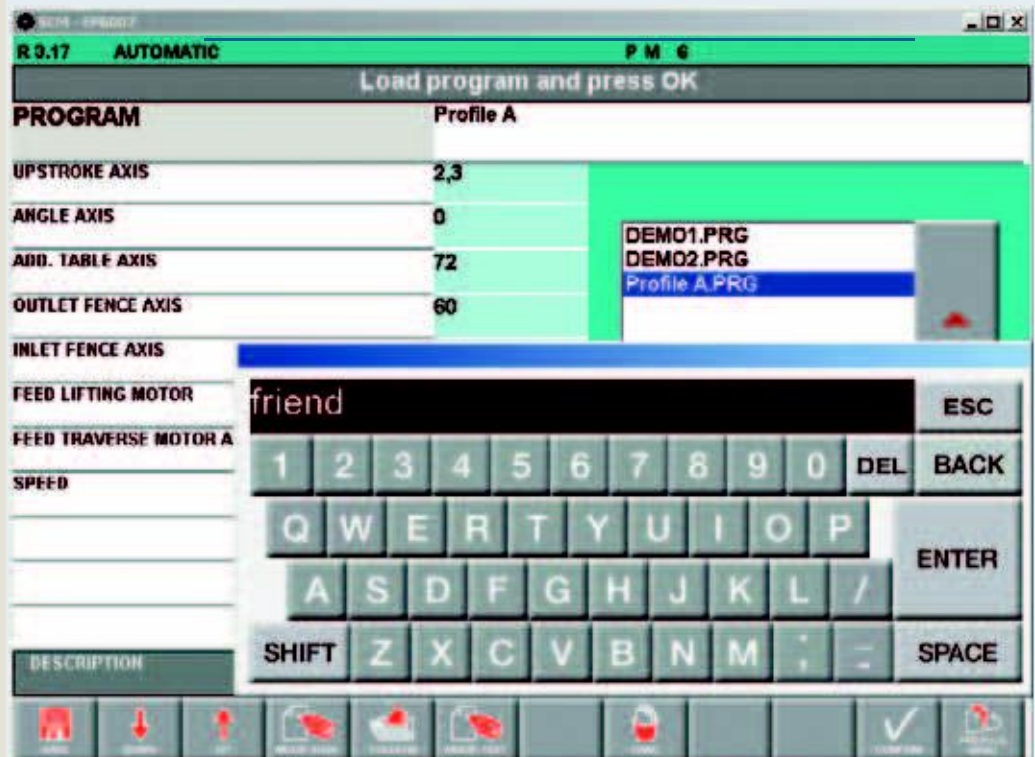 R 3.17 AUTOMATIC P M 6
Load program and press OK
PROGRAM Profile A
UPSTROKE AXIS 2,3
ANGLE AXIS 0
ADD. TABLE AXIS 72
OUTLET FENCE AXIS 60
INLET FENCE AXIS
FEED LIFTING MOTOR
FEED TRAVERSE MOTOR A
SPEED
DEMO1.PRG
DEMO2.PRG
Profile A.PRG
friend
ESC
1 2 3 4 5 6 7 8 9 0 DEL BACK
Q W E R T Y U I O P
ENTER
A S D F G H J K L /
SHIFT Z X C V B N M SPACE
DESCRIPTION